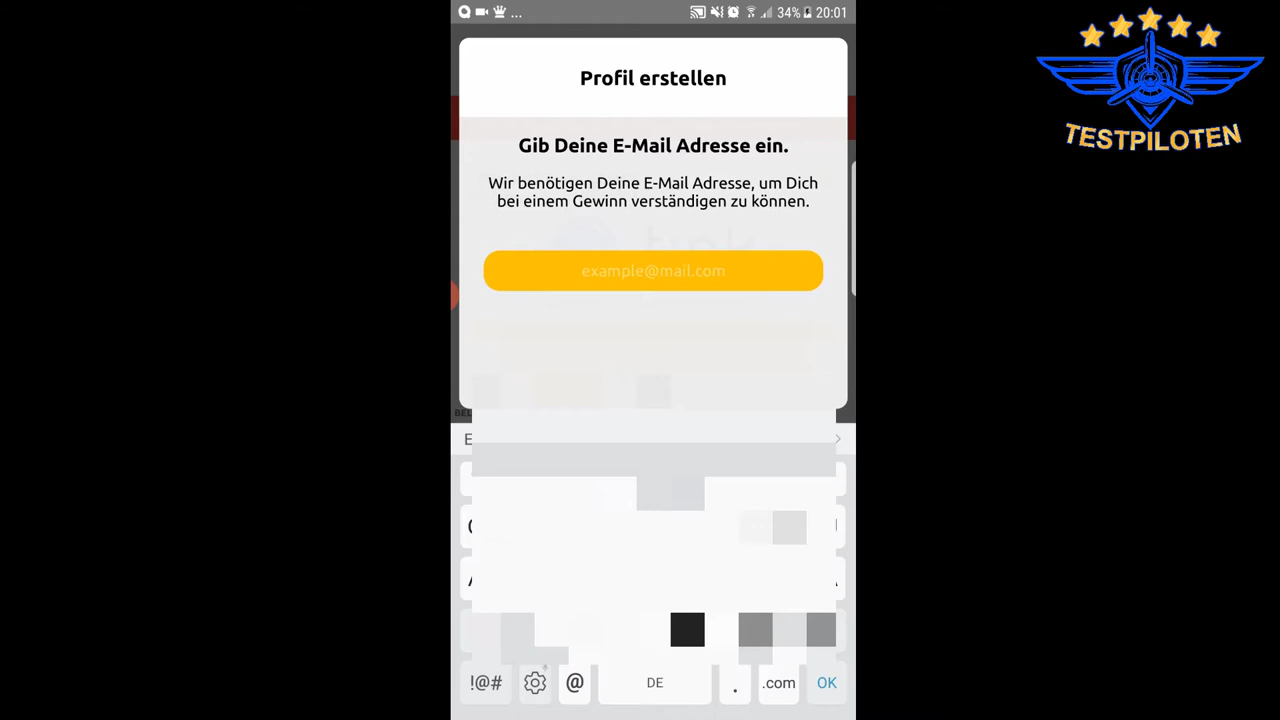 ... 34% 20:01
Profil erstellen
Gib Deine E-Mail Adresse ein.
Wir benötigen Deine E-Mail Adresse, um Dich
bei einem Gewinn verständigen zu können.
example@mail.com
!@# @ DE . .com OK
TESTPILOTEN